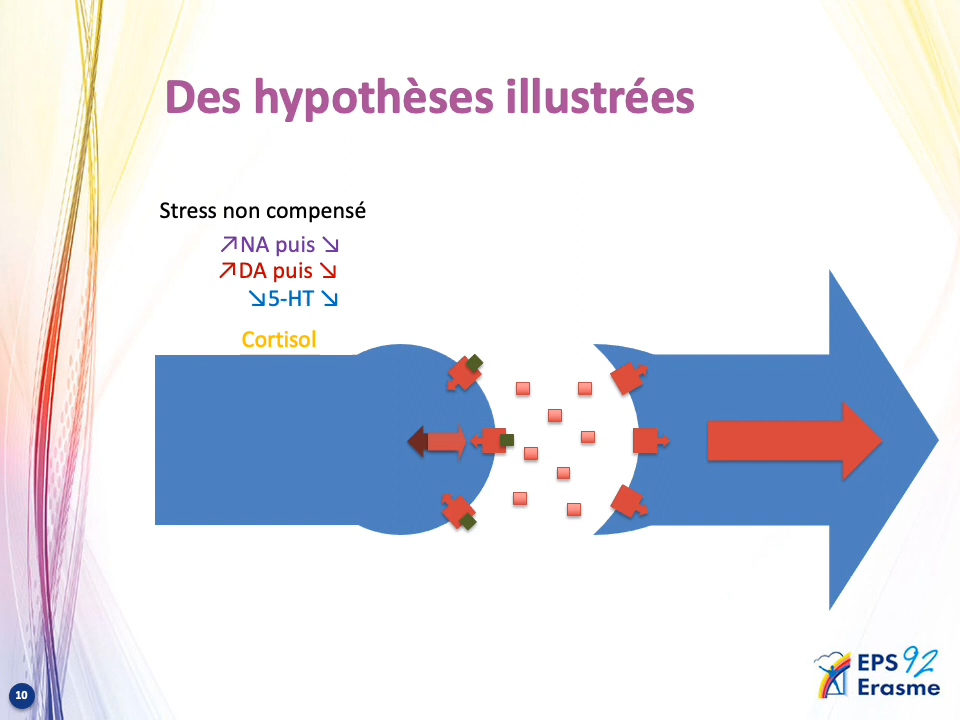 Des hypothèses illustrées
Stress non compensé
↗NA puis ↘
↗DA puis ↘
↘5-HT ↘
Cortisol
EPS 92
Erasme
10